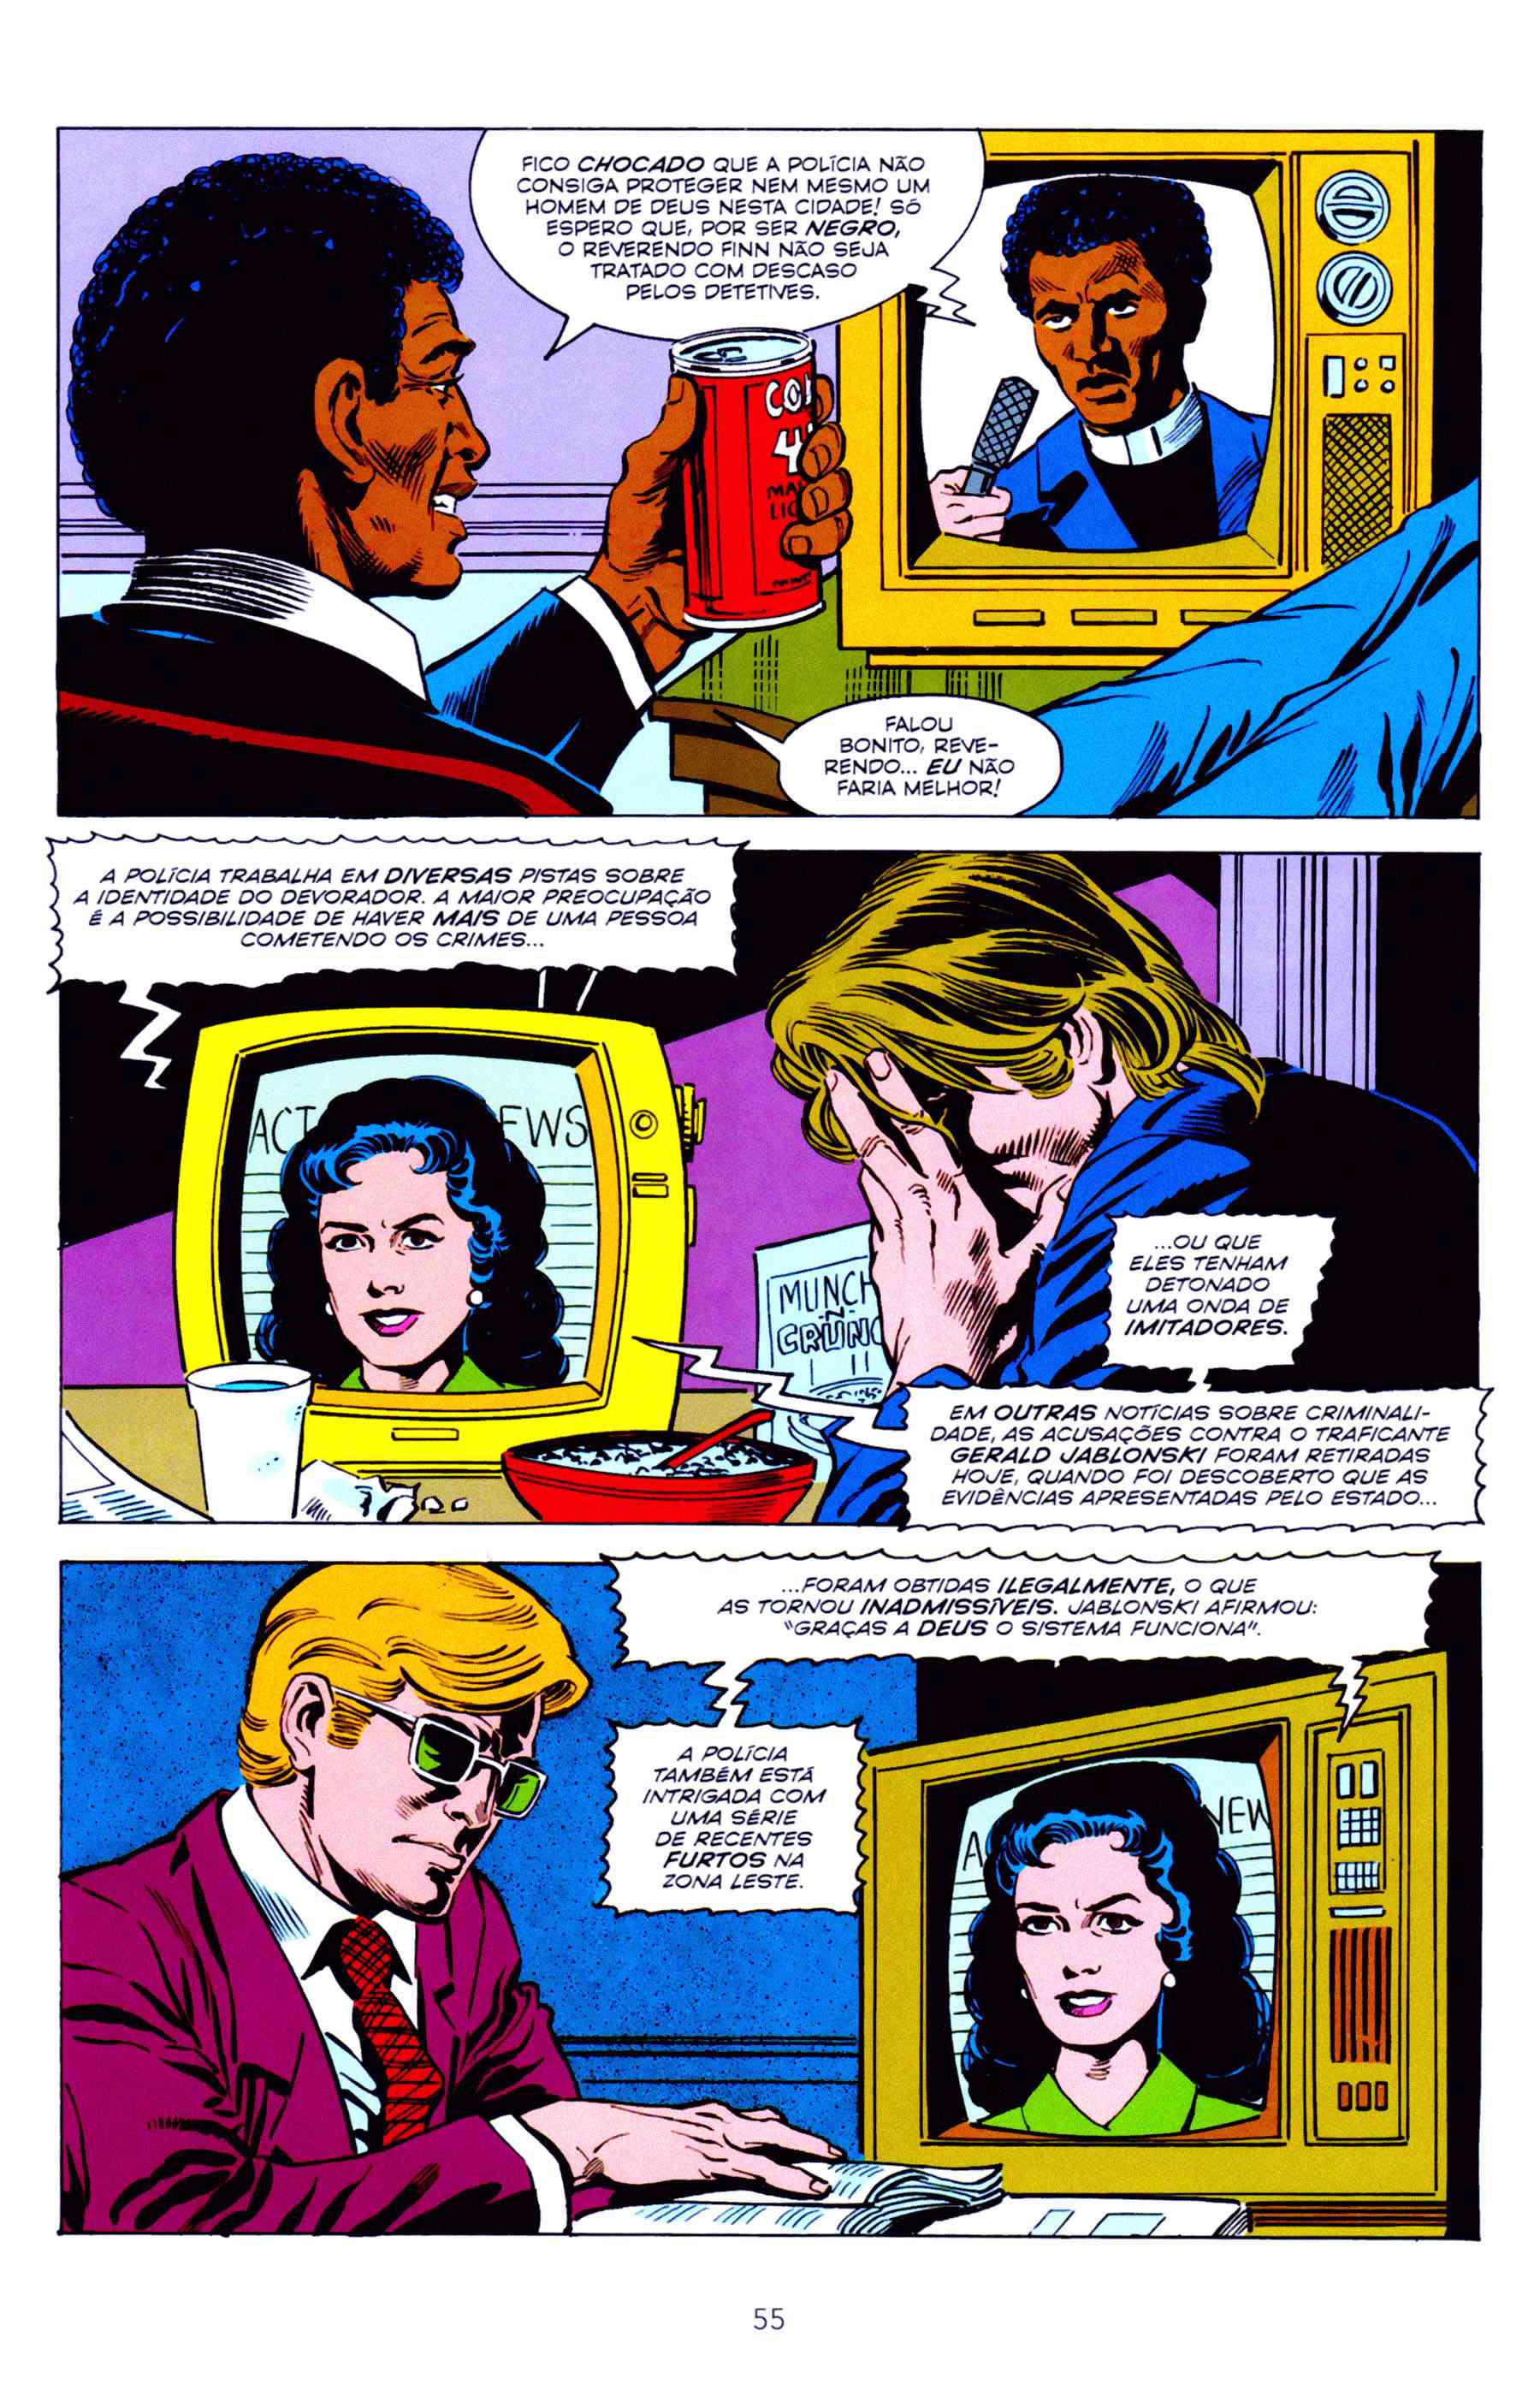 FICO CHOCADO QUE A POLÍCIA NÃO
CONSIGA PROTEGER NEM MESMO UM
HOMEM DE DEUS NESTA CIDADE! SÓ
ESPERO QUE, POR SER NEGRO,
O REVERENDO FINN NÃO SEJA
TRATADO COM DESCASO
PELOS DETETIVES.
FALOU
BONITO, REVE-
RENDO... EU NÃO
FARIA MELHOR!
A POLÍCIA TRABALHA EM DIVERSAS PISTAS SOBRE
A IDENTIDADE DO DEVORADOR. A MAIOR PREOCUPAÇÃO
É A POSSIBILIDADE DE HAVER MAIS DE UMA PESSOA
COMETENDO OS CRIMES...
ACT EWS
MUNCH
-N-
CRUNC
...OU QUE
ELES TENHAM
DETONADO
UMA ONDA DE
IMITADORES.
EM OUTRAS NOTÍCIAS SOBRE CRIMINALI-
DADE, AS ACUSAÇÕES CONTRA O TRAFICANTE
GERALD JABLONSKI FORAM RETIRADAS
HOJE, QUANDO FOI DESCOBERTO QUE AS
EVIDÊNCIAS APRESENTADAS PELO ESTADO...
...FORAM OBTIDAS ILEGALMENTE, O QUE
AS TORNOU INADMISSÍVEIS. JABLONSKI AFIRMOU:
"GRAÇAS A DEUS O SISTEMA FUNCIONA".
A POLÍCIA
TAMBÉM ESTÁ
INTRIGADA COM
UMA SÉRIE
DE RECENTES
FURTOS NA
ZONA LESTE.
A NEW
55